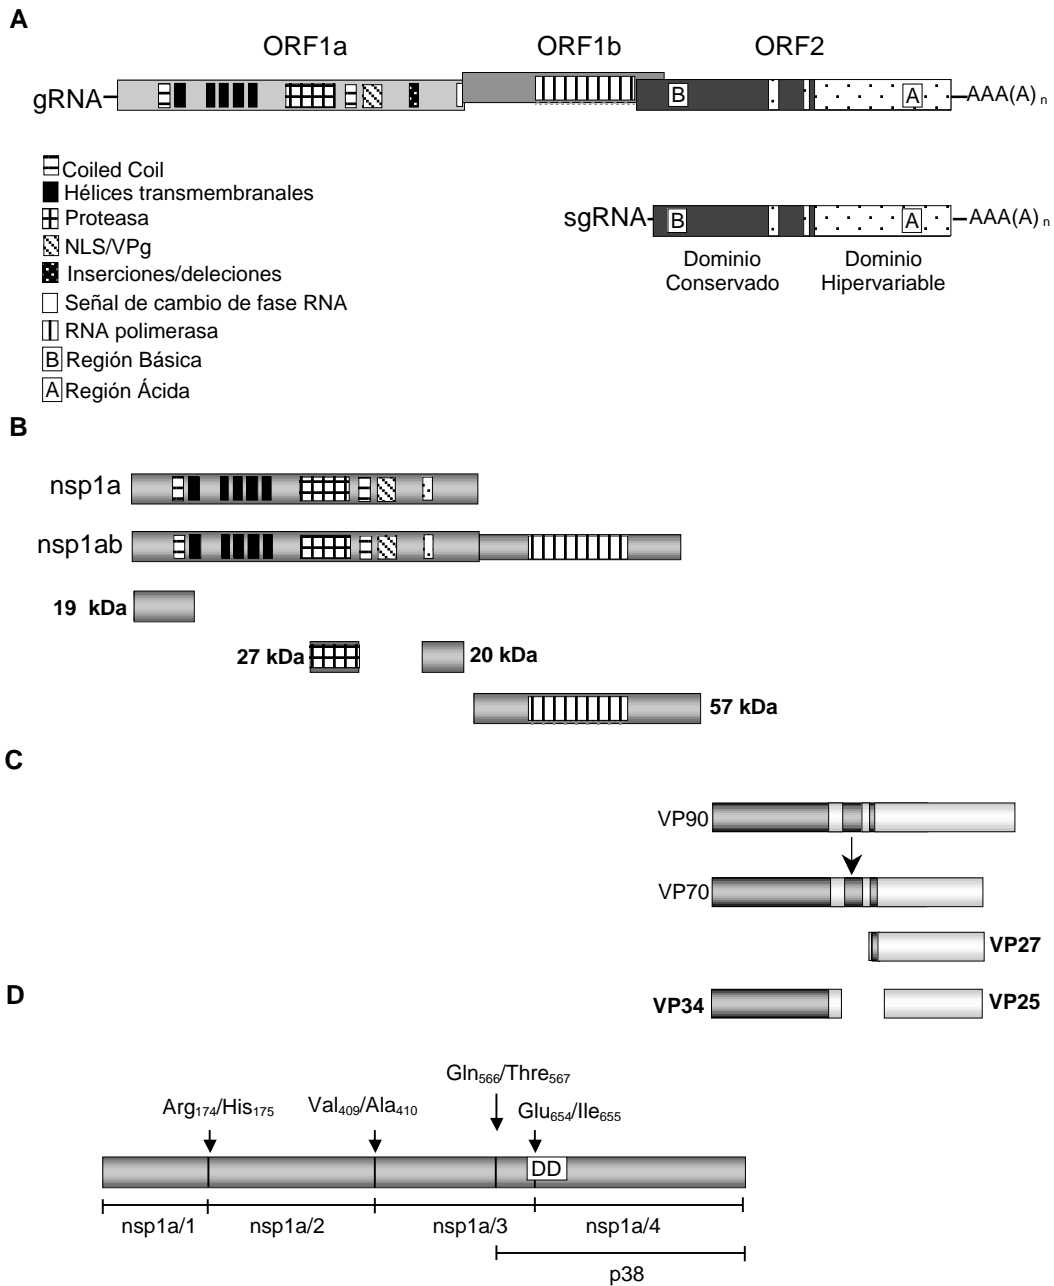 A
ORF1a ORF1b ORF2
gRNA B A AAA(A) n
Coiled Coil
Hélices transmembranales
Proteasa
NLS/VPg
Inserciones/deleciones
Señal de cambio de fase RNA
RNA polimerasa
B Región Básica
A Región Ácida
sgRNA B A AAA(A) n
Dominio Conservado
Dominio Hipervariable
B
nsp1a
nsp1ab
19 kDa
27 kDa 20 kDa
57 kDa
C
VP90
VP70
VP27
VP34 VP25
D
Gln566/Thre567
Arg174/His175 Val409/Ala410 Glu654/Ile655
DD
nsp1a/1 nsp1a/2 nsp1a/3 nsp1a/4
p38